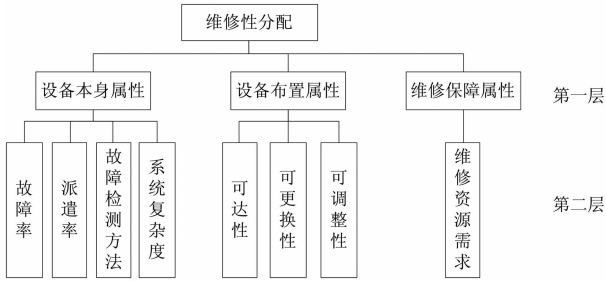 维修性分配
设备本身属性
设备布置属性
维修保障属性
第一层
故障率
派遣率
故障检测方法
系统复杂度
可达性
可更换性
可调整性
维修资源需求
第二层